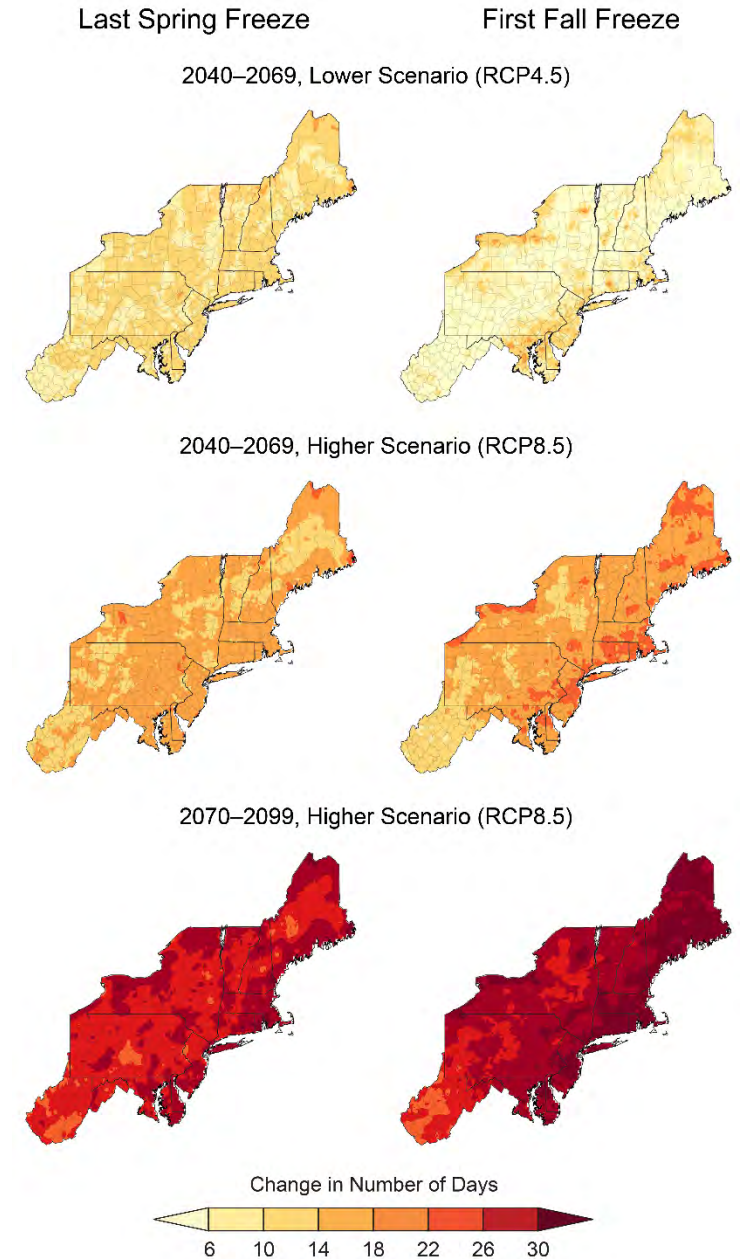 Last Spring Freeze
First Fall Freeze
2040–2069, Lower Scenario (RCP4.5)
2040–2069, Higher Scenario (RCP8.5)
2070–2099, Higher Scenario (RCP8.5)
Change in Number of Days
6 10 14 18 22 26 30